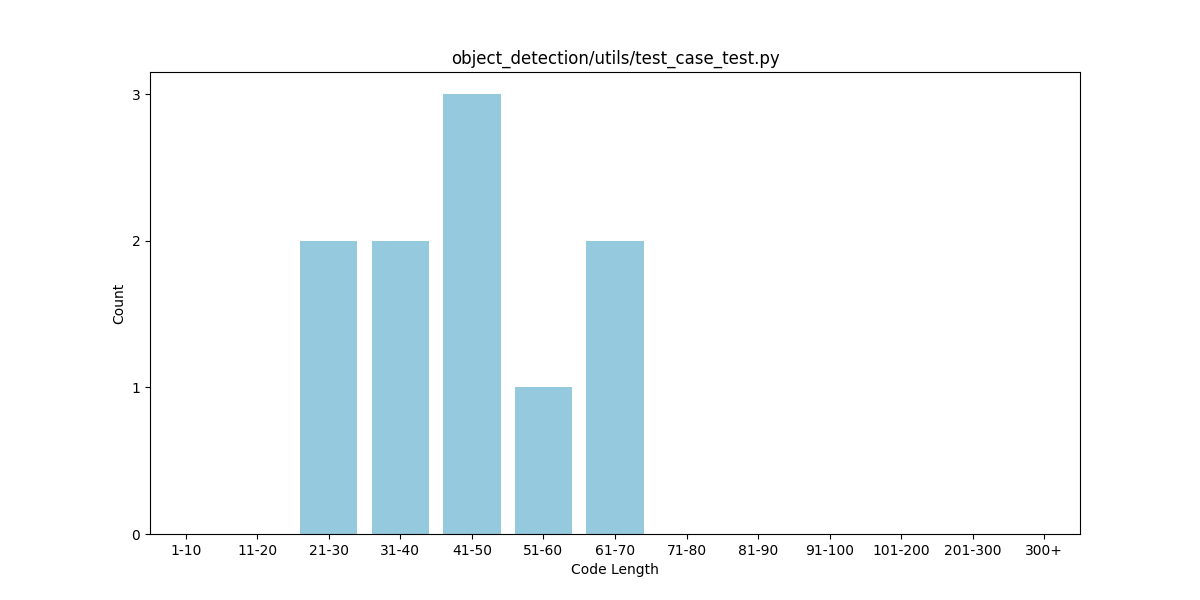 object_detection/utils/test_case_test.py
Count
3
2
1
0
1-10 11-20 21-30 31-40 41-50 51-60 61-70 71-80 81-90 91-100 101-200 201-300 300+
Code Length